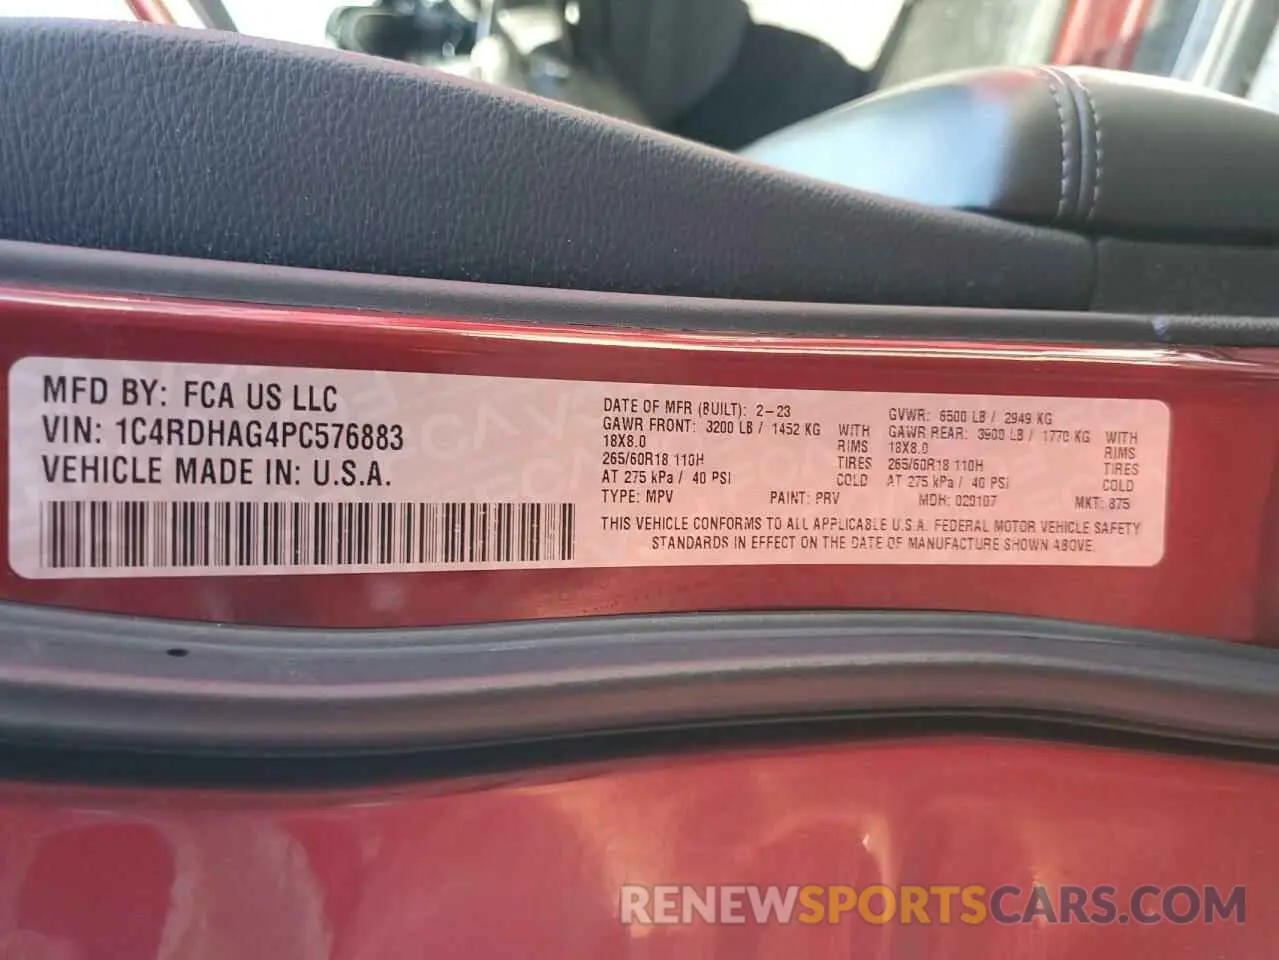 MFD BY: FCA US LLC
VIN: 1C4RDHAG4PC576883
VEHICLE MADE IN: U.S.A.
DATE OF MFR (BUILT): 2-23
GAWR FRONT: 3200 LB / 1452 KG WITH
18X8.0 RIMS
265/60R18 110H TIRES
AT 275 kPa / 40 PSI COLD
TYPE: MPV PAINT: PRV
GVWR: 6500 LB / 2949 KG
GAWR REAR: 3900 LB / 1770 KG WITH
18X8.0 RIMS
265/60R18 110H TIRES
AT 275 kPa / 40 PSI COLD
MDH: 029107 MKT: 875
THIS VEHICLE CONFORMS TO ALL APPLICABLE U.S.A. FEDERAL MOTOR VEHICLE SAFETY
STANDARDS IN EFFECT ON THE DATE OF MANUFACTURE SHOWN ABOVE.
RENEWSPORTSCARS.COM